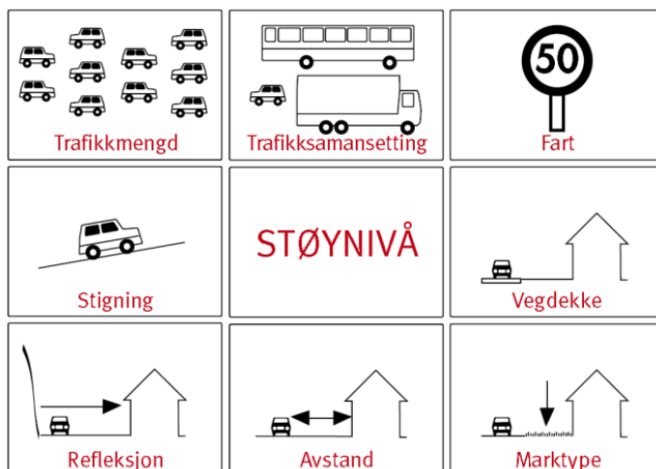 Trafikkmengd
Trafikksamansetting
50
Fart
Stigning
STØYNIVÅ
Vegdekke
Refleksjon
Avstand
Marktype